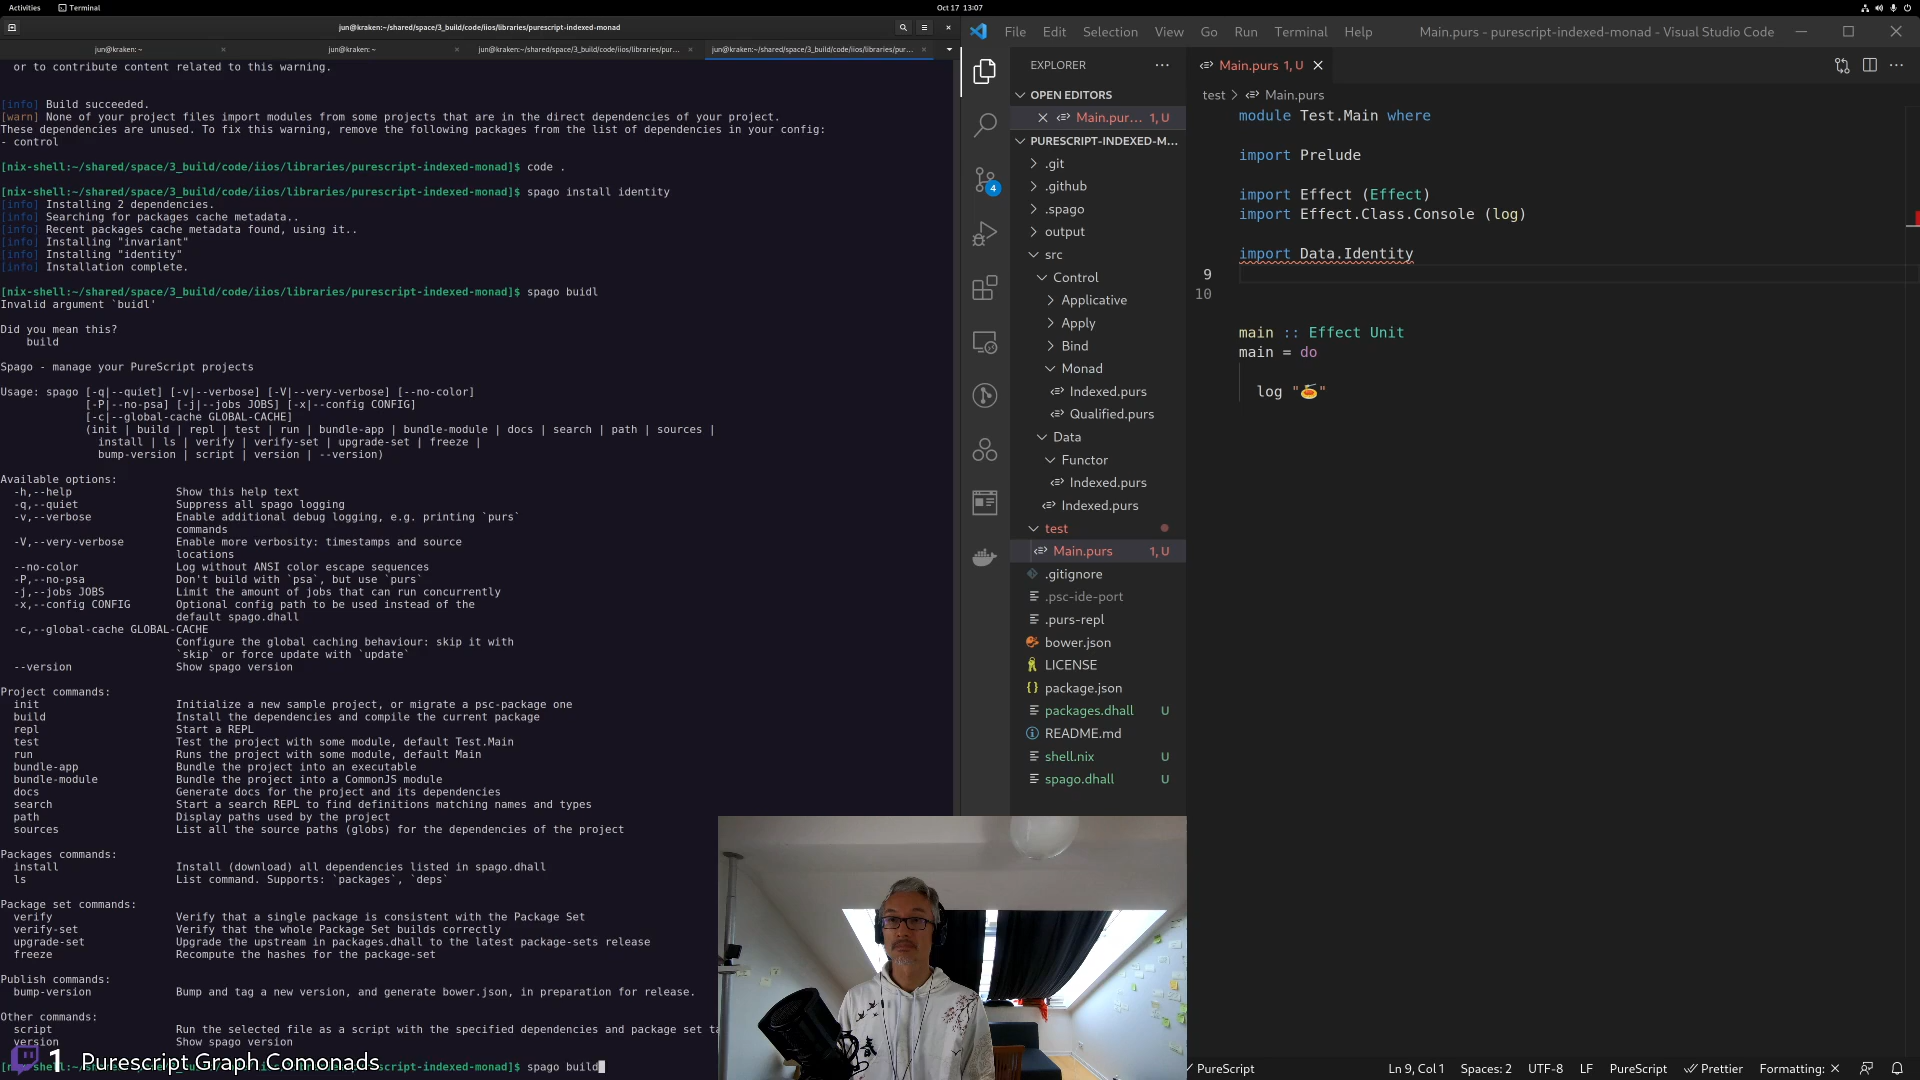 Activities
Terminal
Oct 17 13:07
jun@kraken:~/shared/space/3_build/code/iios/libraries/purescript-indexed-monad
jun@kraken: ~
jun@kraken: ~
jun@kraken:~/shared/space/3_build/code/iios/libraries/pur...
jun@kraken:~/shared/space/3_build/code/iios/libraries/pur...
or to contribute content related to this warning.
[info] Build succeeded.
[warn] None of your project files import modules from some projects that are in the direct dependencies of your project.
These dependencies are unused. To fix this warning, remove the following packages from the list of dependencies in your config:
- control
[nix-shell:~/shared/space/3_build/code/iios/libraries/purescript-indexed-monad]$ code .
[nix-shell:~/shared/space/3_build/code/iios/libraries/purescript-indexed-monad]$ spago install identity
[info] Installing 2 dependencies.
[info] Searching for packages cache metadata..
[info] Recent packages cache metadata found, using it..
[info] Installing "invariant"
[info] Installing "identity"
[info] Installation complete.
[nix-shell:~/shared/space/3_build/code/iios/libraries/purescript-indexed-monad]$ spago buidl
Invalid argument `buidl'
Did you mean this?
build
Spago - manage your PureScript projects
Usage: spago [-q|--quiet] [-v|--verbose] [-V|--very-verbose] [--no-color]
[-P|--no-psa] [-j|--jobs JOBS] [-x|--config CONFIG]
[-c|--global-cache GLOBAL-CACHE]
(init | build | repl | test | run | bundle-app | bundle-module | docs | search | path | sources |
install | ls | verify | verify-set | upgrade-set | freeze |
bump-version | script | version | --version)
Available options:
-h,--help Show this help text
-q,--quiet Suppress all spago logging
-v,--verbose Enable additional debug logging, e.g. printing `purs`
commands
-V,--very-verbose Enable more verbosity: timestamps and source
locations
--no-color Log without ANSI color escape sequences
-P,--no-psa Don't build with `psa`, but use `purs`
-j,--jobs JOBS Limit the amount of jobs that can run concurrently
-x,--config CONFIG Optional config path to be used instead of the
default spago.dhall
-c,--global-cache GLOBAL-CACHE
Configure the global caching behaviour: skip it with
`skip` or force update with `update`
--version Show spago version
Project commands:
init Initialize a new sample project, or migrate a psc-package one
build Install the dependencies and compile the current package
repl Start a REPL
test Test the project with some module, default Test.Main
run Runs the project with some module, default Main
bundle-app Bundle the project into an executable
bundle-module Bundle the project into a CommonJS module
docs Generate docs for the project and its dependencies
search Start a search REPL to find definitions matching names and types
path Display paths used by the project
sources List all the source paths (globs) for the dependencies of the project
Packages commands:
install Install (download) all dependencies listed in spago.dhall
ls List command. Supports: `packages`, `deps`
Package set commands:
verify Verify that a single package is consistent with the Package Set
verify-set Verify that the whole Package Set builds correctly
upgrade-set Upgrade the upstream in packages.dhall to the latest package-sets release
freeze Recompute the hashes for the package-set
Publish commands:
bump-version Bump and tag a new version, and generate bower.json, in preparation for release.
Other commands:
script Run the selected file as a script with the specified dependencies and package set
version Show spago version
purescript-indexed-monad]$ spago build
1 Purescript Graph Comonads
File Edit Selection View Go Run Terminal Help
Main.purs - purescript-indexed-monad - Visual Studio Code
EXPLORER
OPEN EDITORS
Main.pur... 1, U
PURESCRIPT-INDEXED-M...
.git
.github
.spago
output
src
Control
Applicative
Apply
Bind
Monad
Indexed.purs
Qualified.purs
Data
Functor
Indexed.purs
Indexed.purs
test
Main.purs 1, U
.gitignore
.psc-ide-port
.purs-repl
bower.json
LICENSE
package.json
packages.dhall U
README.md
shell.nix U
spago.dhall U
4
Main.purs 1, U
test > Main.purs
module Test.Main where
import Prelude
import Effect (Effect)
import Effect.Class.Console (log)
import Data.Identity
9
10
main :: Effect Unit
main = do
log "🍝"
PureScript
Ln 9, Col 1
Spaces: 2
UTF-8
LF
PureScript
Prettier
Formatting: ×